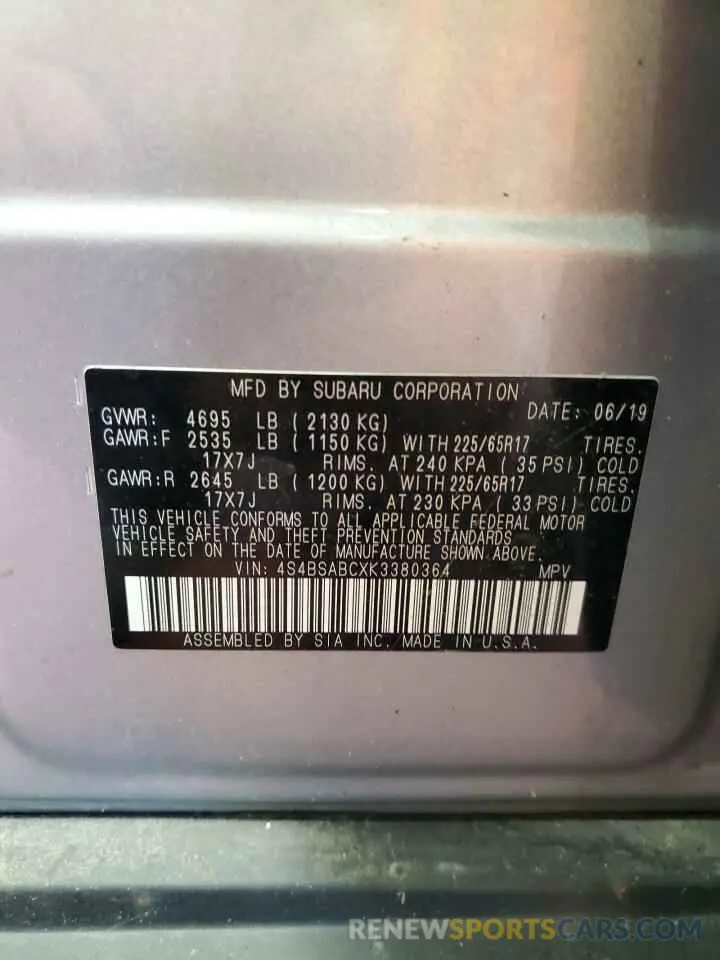 MFD BY SUBARU CORPORATION
DATE: 06/19
GVWR: 4695 LB (2130 KG)
GAWR:F 2535 LB (1150 KG) WITH 225/65R17 TIRES.
17X7J RIMS. AT 240 KPA (35 PSI) COLD
GAWR:R 2645 LB (1200 KG) WITH 225/65R17 TIRES.
17X7J RIMS. AT 230 KPA (33 PSI) COLD
THIS VEHICLE CONFORMS TO ALL APPLICABLE FEDERAL MOTOR
VEHICLE SAFETY AND THEFT PREVENTION STANDARDS
IN EFFECT ON THE DATE OF MANUFACTURE SHOWN ABOVE.
VIN: 4S4BSABCXK3380364 MPV
ASSEMBLED BY SIA INC. MADE IN U.S.A.
RENEWSPORTSCARS.COM